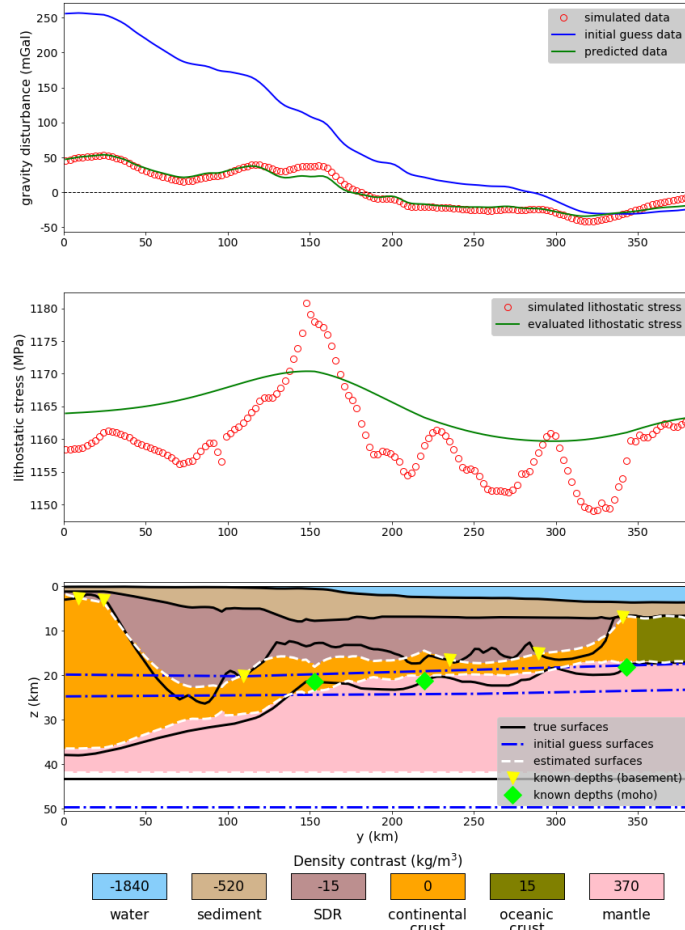 250
200
150
100
50
0
-50
gravity disturbance (mGal)
simulated data
initial guess data
predicted data
0 50 100 150 200 250 300 350
1180
1175
1170
1165
1160
1155
1150
lithostatic stress (MPa)
simulated lithostatic stress
evaluated lithostatic stress
0 50 100 150 200 250 300 350
0
10
20
30
40
50
z (km)
true surfaces
initial guess surfaces
estimated surfaces
known depths (basement)
known depths (moho)
0 50 100 150 200 250 300 350
y (km)
Density contrast (kg/m³)
-1840 -520 -15 0 15 370
water sediment SDR continental oceanic mantle
crust crust